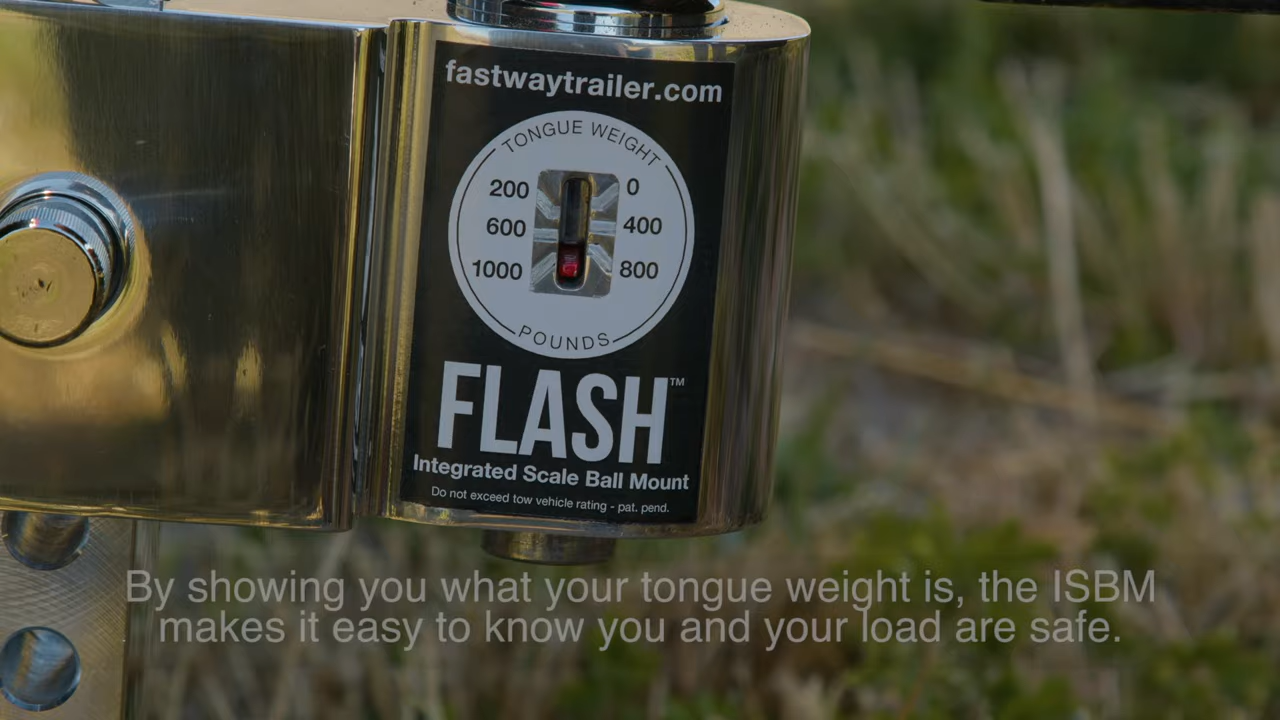 fastwaytrailer.com
TONGUE WEIGHT
200 0
600 400
1000 800
POUNDS
FLASH™
Integrated Scale Ball Mount
Do not exceed tow vehicle rating - pat. pend.
By showing you what your tongue weight is, the ISBM
makes it easy to know you and your load are safe.